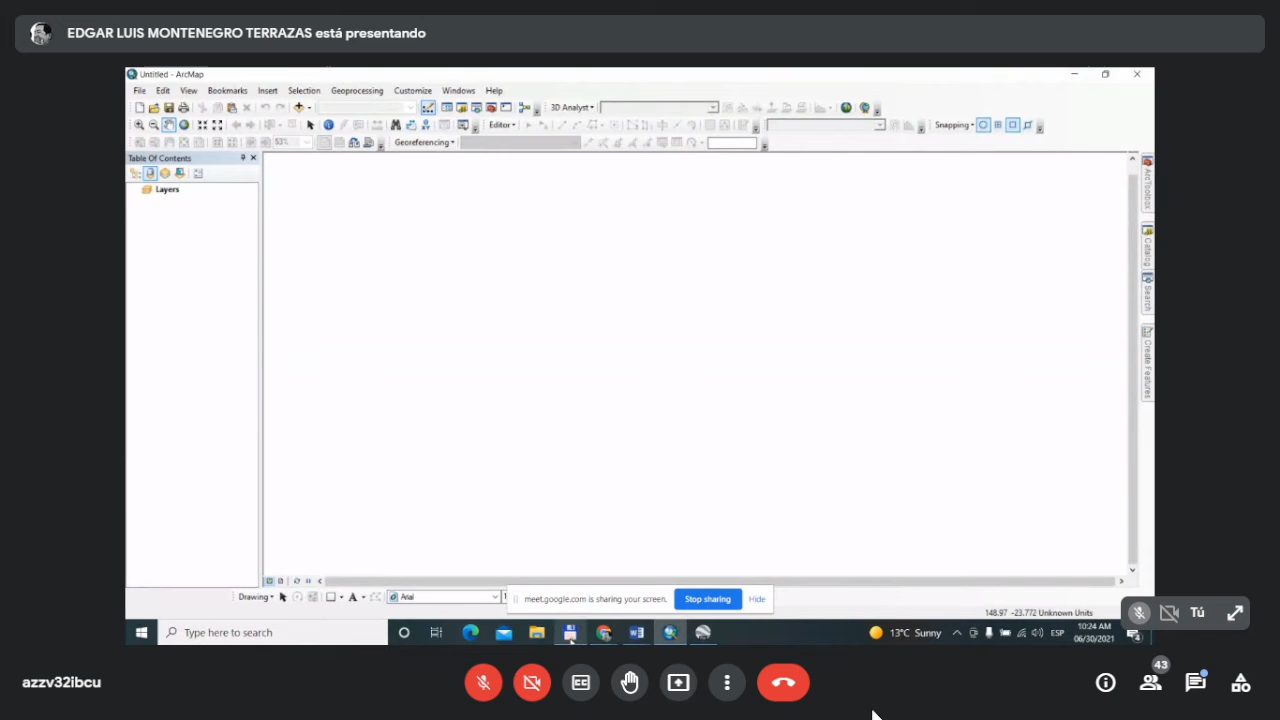 EDGAR LUIS MONTENEGRO TERRAZAS está presentando
Untitled - ArcMap
File Edit View Bookmarks Insert Selection Geoprocessing Customize Windows Help
3D Analyst
Editor Snapping
53% Georeferencing
Table Of Contents
Layers
ArcToolbox
Catalog
Search
Create Features
Drawing A Arial
meet.google.com is sharing your screen. Stop sharing Hide
148.97 -23.772 Unknown Units
Tú
Type here to search
13°C Sunny ESP 10:24 AM
06/30/2021
4
azzv32ibcu
43